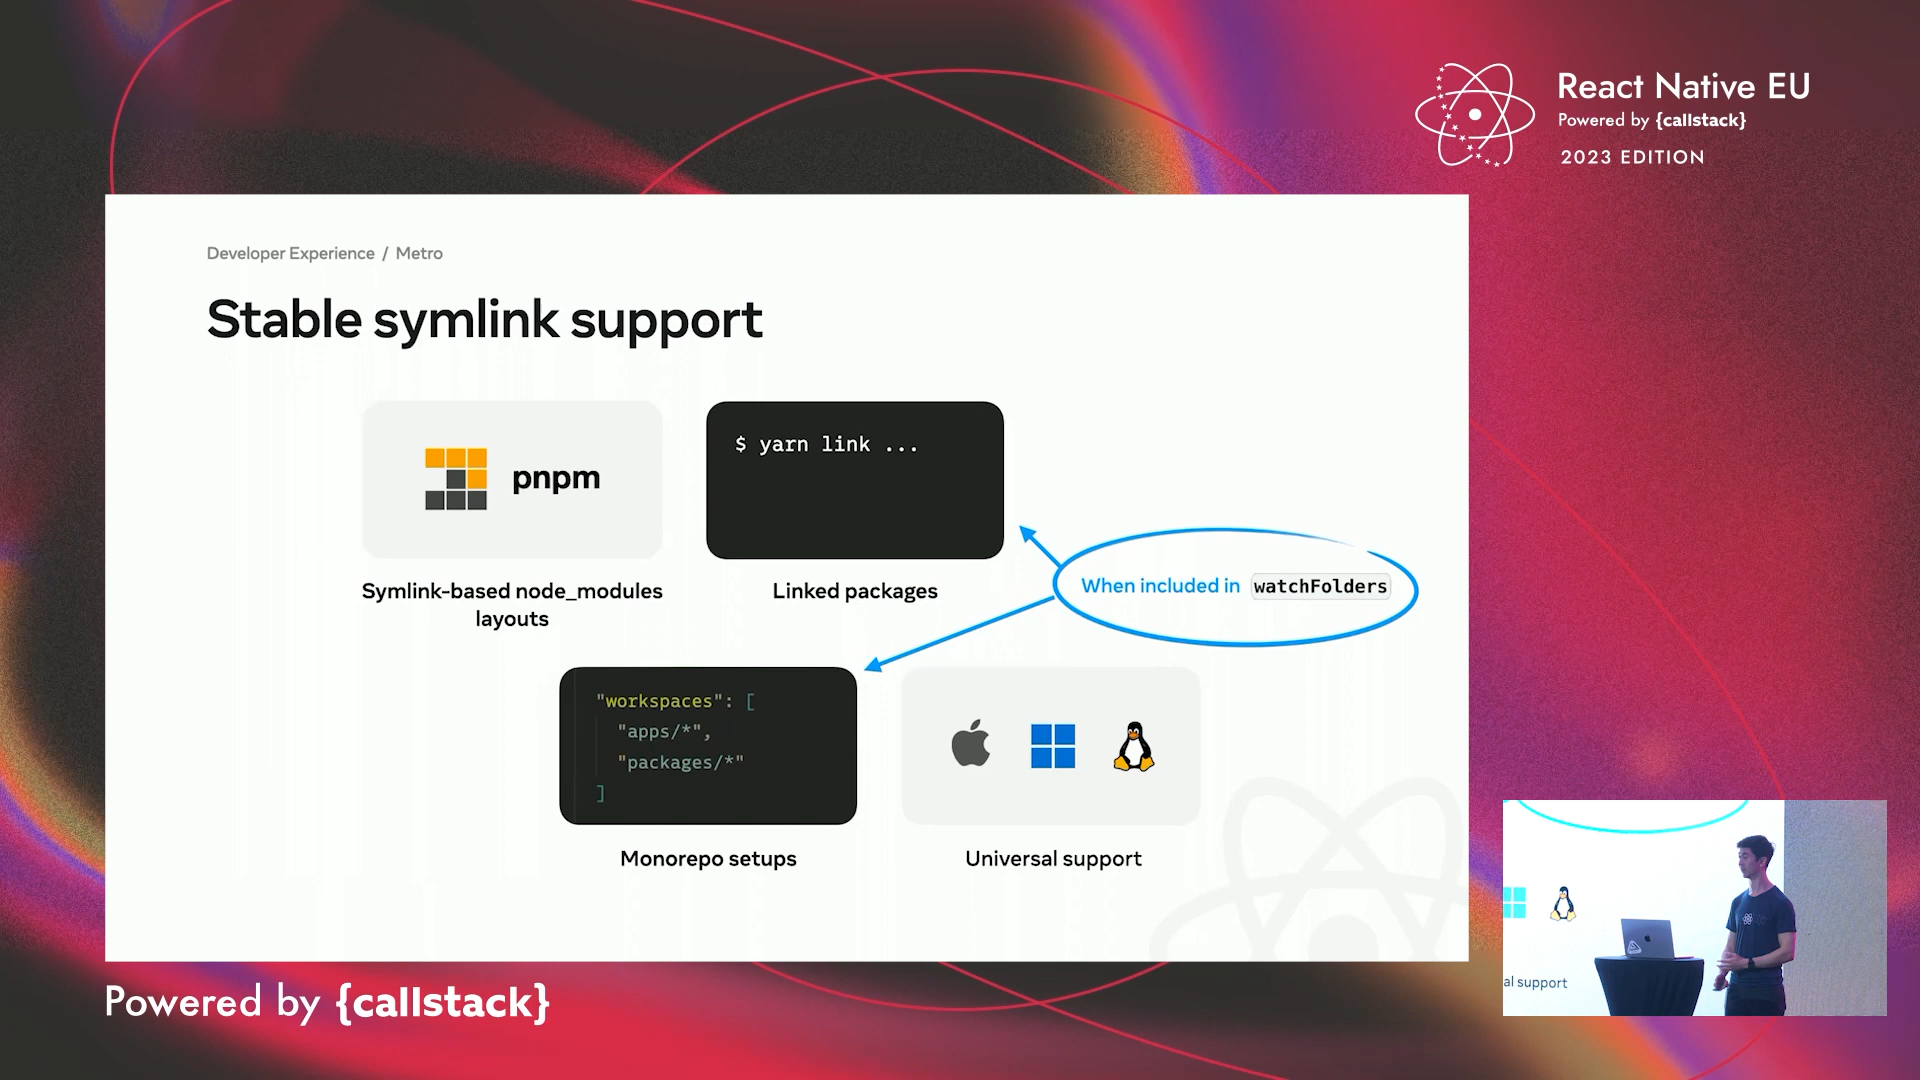 React Native EU
Powered by {callstack}
2023 EDITION
Developer Experience / Metro
Stable symlink support
pnpm
$ yarn link ...
Symlink-based node_modules
layouts
Linked packages
When included in watchFolders
"workspaces": [
"apps/*",
"packages/*"
]
Monorepo setups
Universal support
al support
Powered by {callstack}